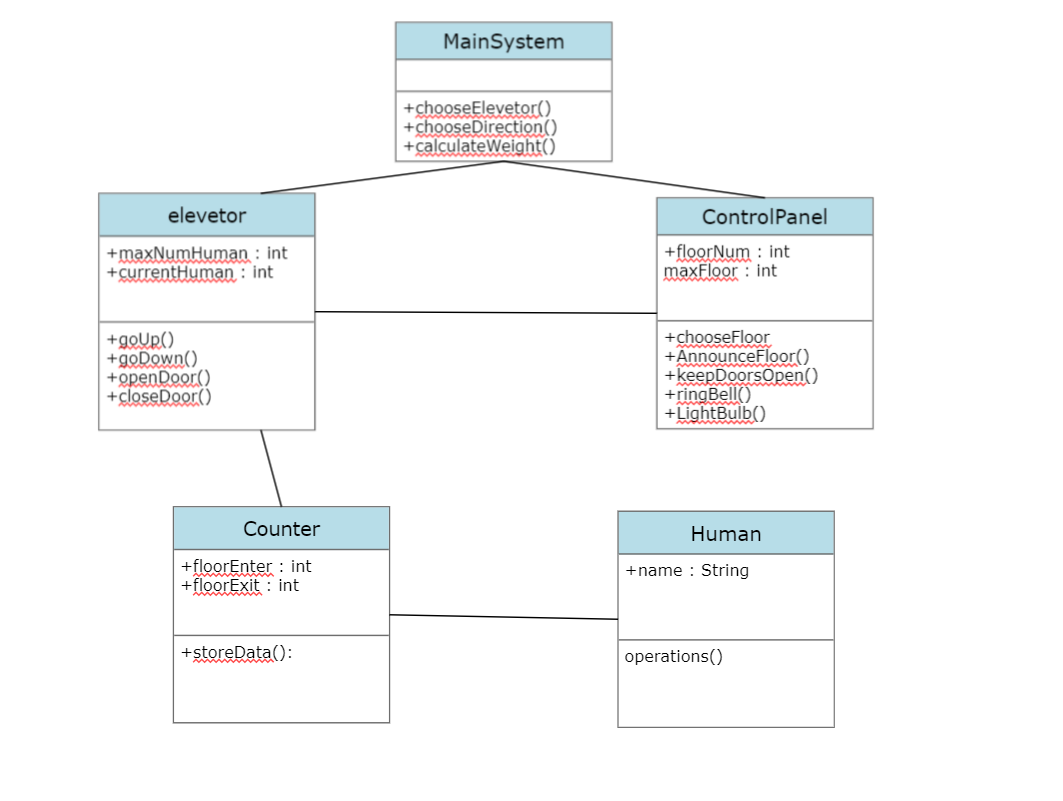 MainSystem
+chooseElevetor()
+chooseDirection()
+calculateWeight()
elevetor
+maxNumHuman : int
+currentHuman : int
+goUp()
+goDown()
+openDoor()
+closeDoor()
ControlPanel
+floorNum : int
maxFloor : int
+chooseFloor
+AnnounceFloor()
+keepDoorsOpen()
+ringBell()
+LightBulb()
Counter
+floorEnter : int
+floorExit : int
+storeData():
Human
+name : String
operations()